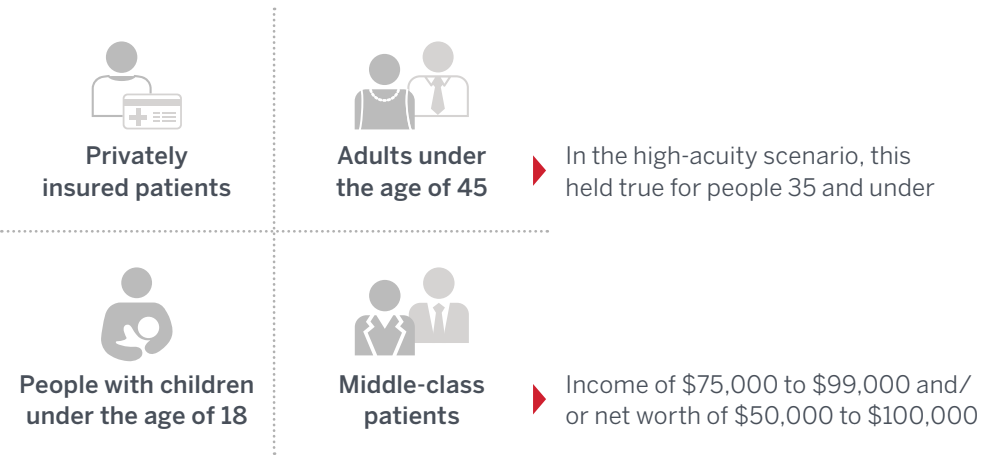 Privately
insured patients
Adults under
the age of 45
In the high-acuity scenario, this
held true for people 35 and under
People with children
under the age of 18
Middle-class
patients
Income of $75,000 to $99,000 and/
or net worth of $50,000 to $100,000